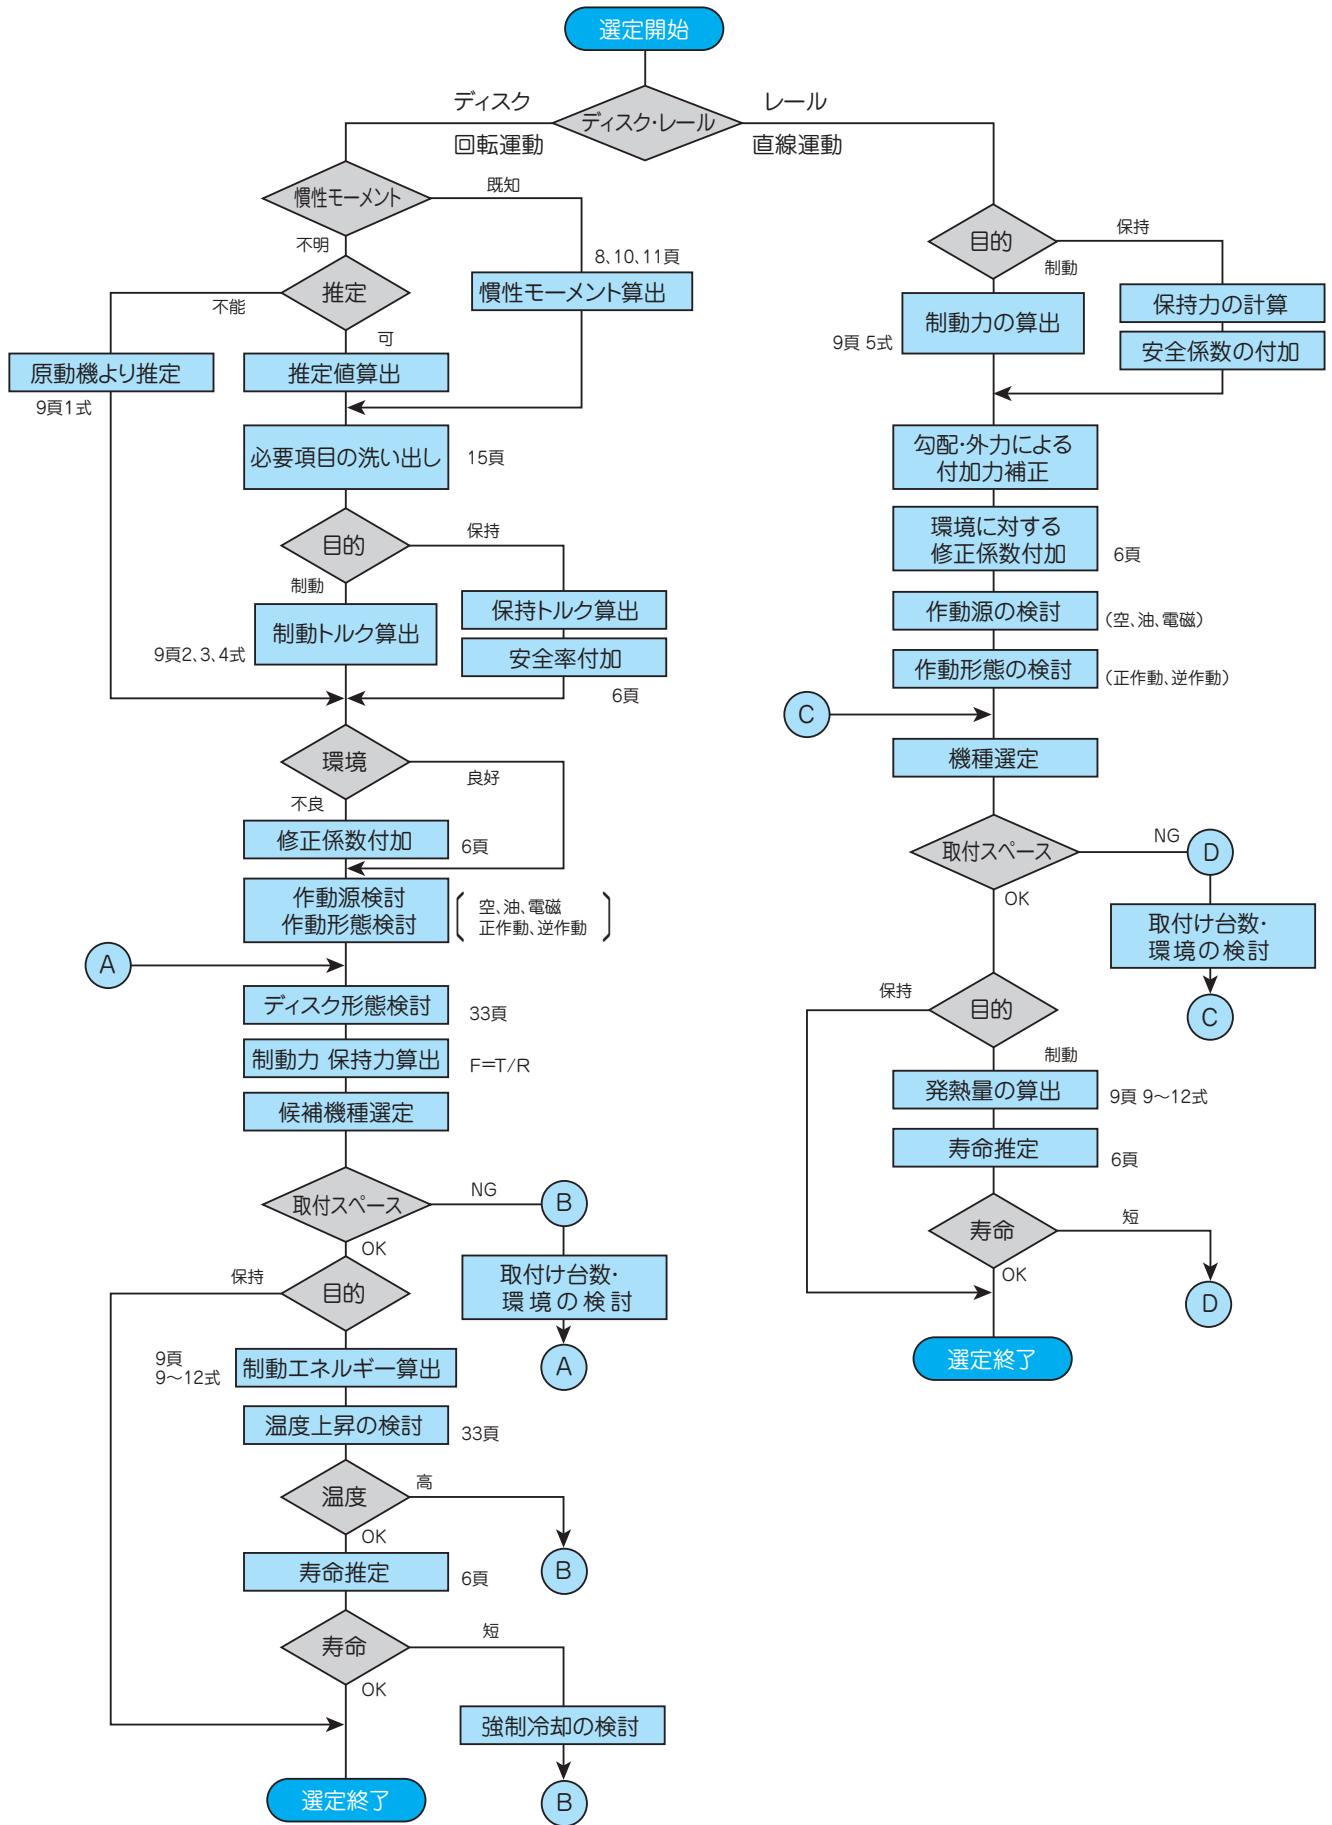 選定開始
ディスク
レール
ディスク・レール
回転運動
直線運動
慣性モーメント
既知
不明
8、10、11頁
推定
慣性モーメント算出
不能
可
原動機より推定
推定値算出
9頁1式
必要項目の洗い出し
15頁
目的
保持
制動
保持トルク算出
制動トルク算出
9頁2、3、4式
安全率付加
6頁
環境
良好
不良
修正係数付加
6頁
作動源検討
作動形態検討
空、油、電磁
正作動、逆作動
A
ディスク形態検討
33頁
制動力 保持力算出
F=T/R
候補機種選定
取付スペース
NG
B
OK
取付け台数・
環境の検討
保持
目的
A
9頁
9〜12式
制動エネルギー算出
温度上昇の検討
33頁
温度
高
OK
B
寿命推定
6頁
寿命
短
OK
強制冷却の検討
選定終了
B
目的
保持
制動
保持力の計算
制動力の算出
9頁 5式
安全係数の付加
勾配・外力による
付加力補正
環境に対する
修正係数付加
6頁
作動源の検討
(空、油、電磁)
作動形態の検討
(正作動、逆作動)
C
機種選定
取付スペース
NG
D
OK
取付け台数・
環境の検討
保持
目的
C
制動
発熱量の算出
9頁 9〜12式
寿命推定
6頁
寿命
短
OK
D
選定終了